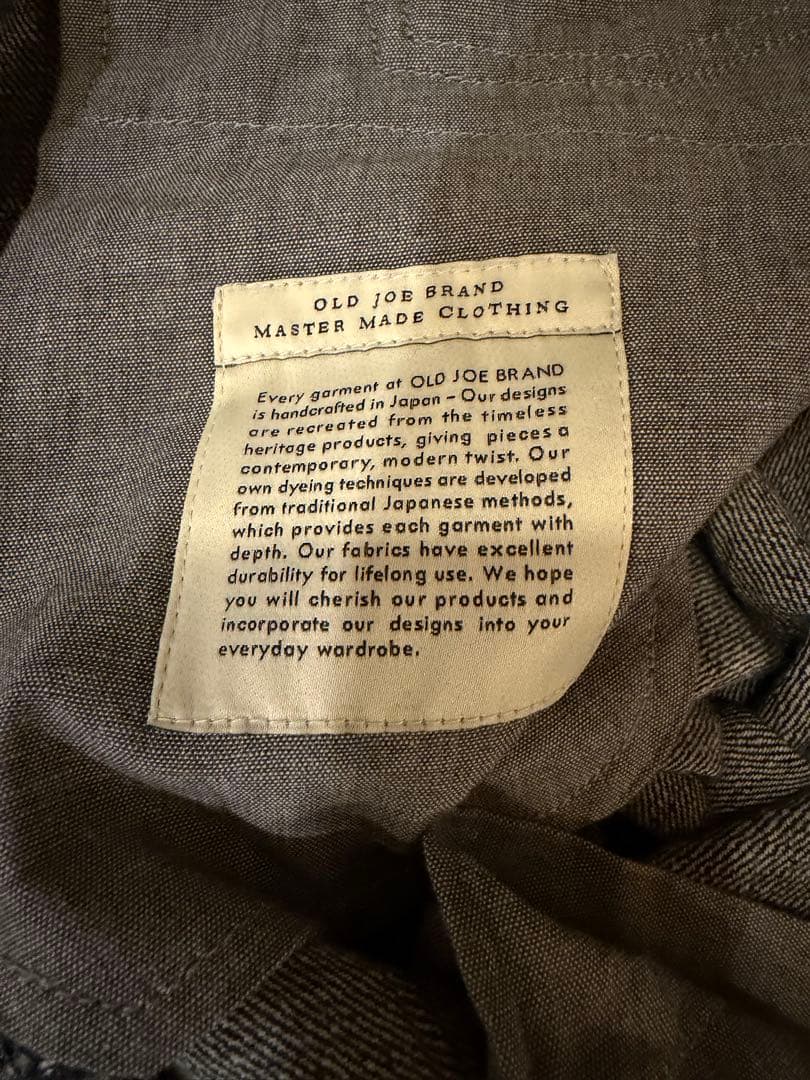 OLD JOE BRAND
MASTER MADE CLOTHING
Every garment at OLD JOE BRAND
is handcrafted in Japan – Our designs
are recreated from the timeless
heritage products, giving pieces a
contemporary, modern twist. Our
own dyeing techniques are developed
from traditional Japanese methods,
which provides each garment with
depth. Our fabrics have excellent
durability for lifelong use. We hope
you will cherish our products and
incorporate our designs into your
everyday wardrobe.